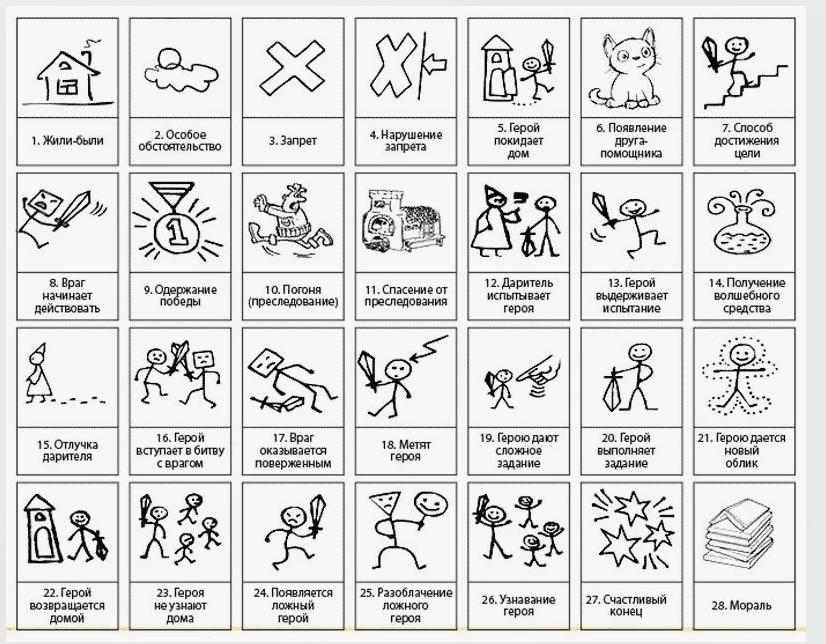 1. Жили-были
2. Особое
обстоятельство
3. Запрет
4. Нарушение
запрета
5. Герой
покидает
дом
6. Появление
друга-
помощника
7. Способ
достижения
цели
8. Враг
начинает
действовать
1
9. Одержание
победы
10. Погоня
(преследование)
11. Спасение от
преследования
12. Даритель
испытывает
героя
13. Герой
выдерживает
испытание
14. Получение
волшебного
средства
15. Отлучка
дарителя
16. Герой
вступает в битву
с врагом
17. Враг
оказывается
поверженным
18. Метят
героя
19. Герою дают
сложное
задание
20. Герой
выполняет
задание
21. Герою дается
новый
облик
22. Герой
возвращается
домой
23. Героя
не узнают
дома
24. Появляется
ложный
герой
25. Разоблачение
ложного
героя
26. Узнавание
героя
27. Счастливый
конец
28. Мораль